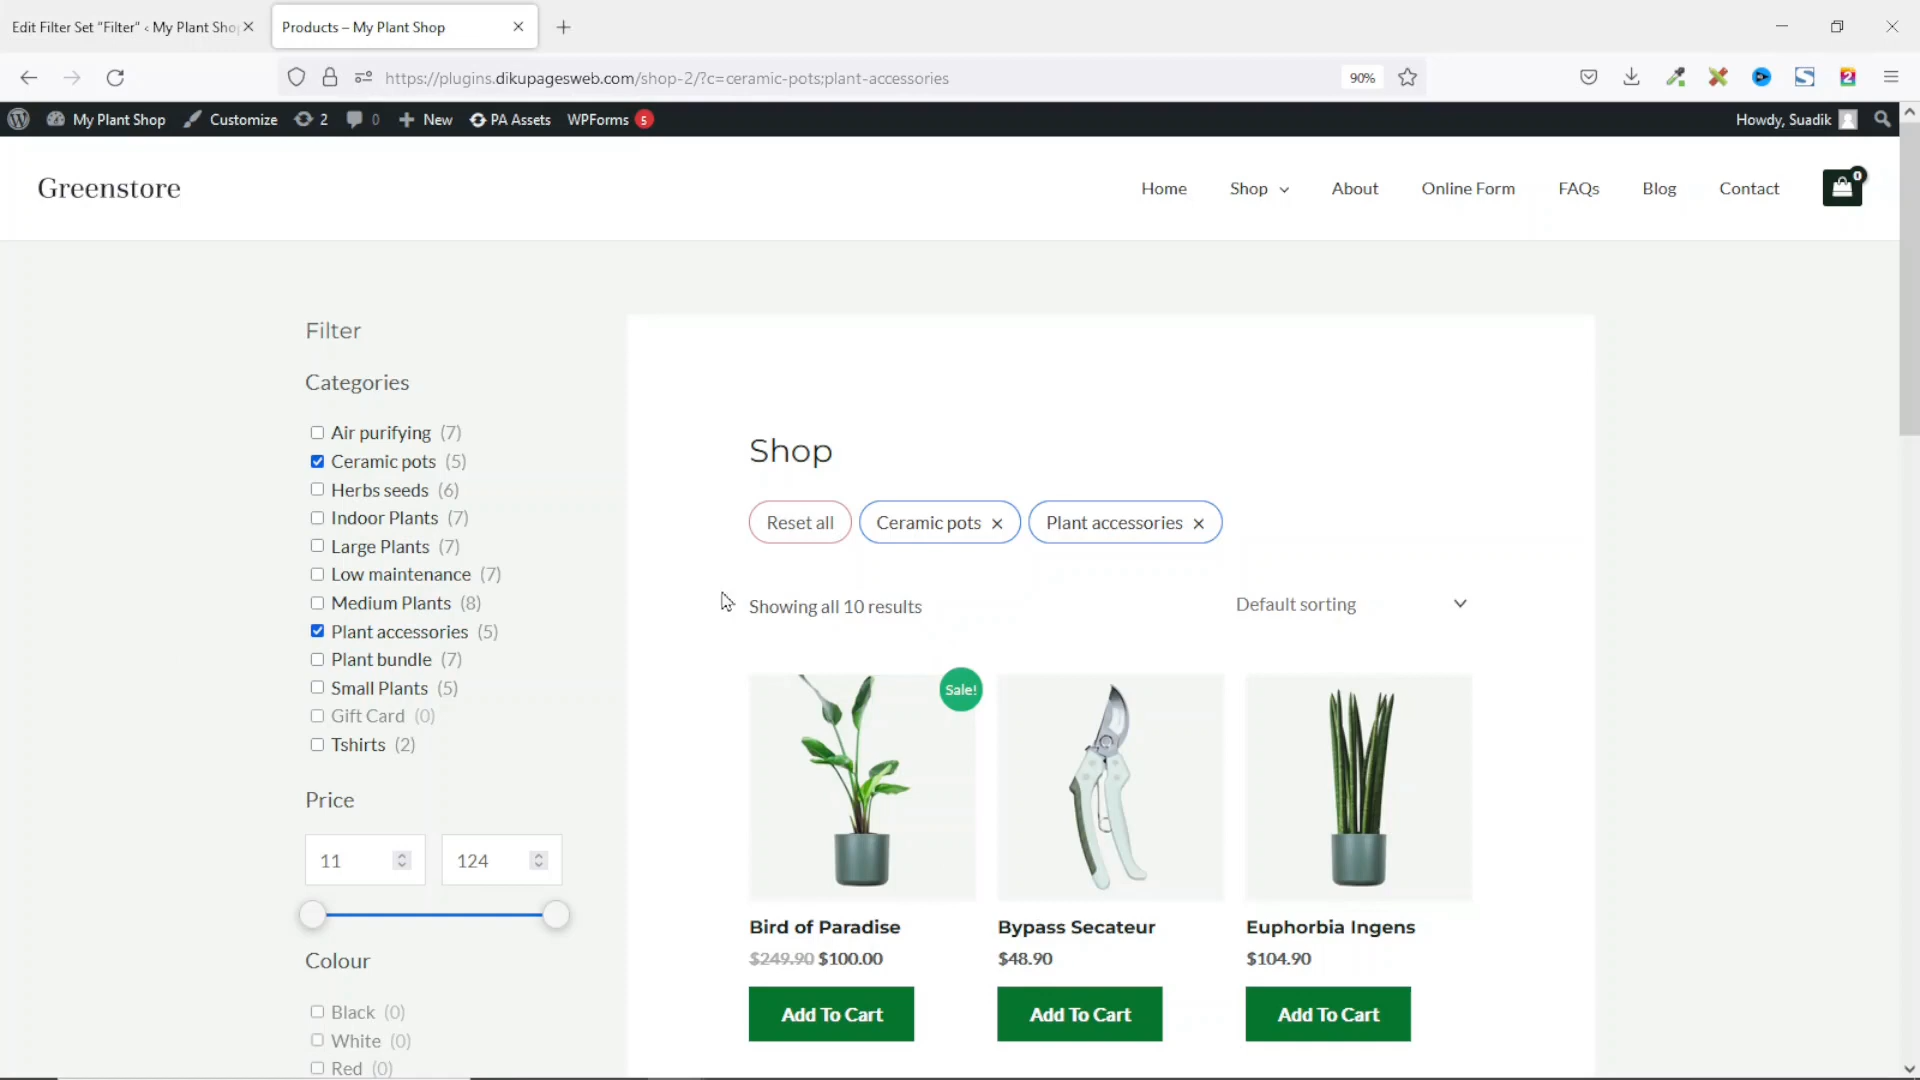 Edit Filter Set "Filter" ‹ My Plant Sho
Products – My Plant Shop
https://plugins.dikupagesweb.com/shop-2/?c=ceramic-pots;plant-accessories
90%
My Plant Shop
Customize
2
0
New
PA Assets
WPForms 5
Howdy, Suadik
Greenstore
Home
Shop
About
Online Form
FAQs
Blog
Contact
0
Filter
Categories
Air purifying (7)
Ceramic pots (5)
Herbs seeds (6)
Indoor Plants (7)
Large Plants (7)
Low maintenance (7)
Medium Plants (8)
Plant accessories (5)
Plant bundle (7)
Small Plants (5)
Gift Card (0)
Tshirts (2)
Price
11
124
Colour
Black (0)
White (0)
Red (0)
Shop
Reset all
Ceramic pots ×
Plant accessories ×
Showing all 10 results
Default sorting
Sale!
Bird of Paradise
$249.90 $100.00
Add To Cart
Bypass Secateur
$48.90
Add To Cart
Euphorbia Ingens
$104.90
Add To Cart